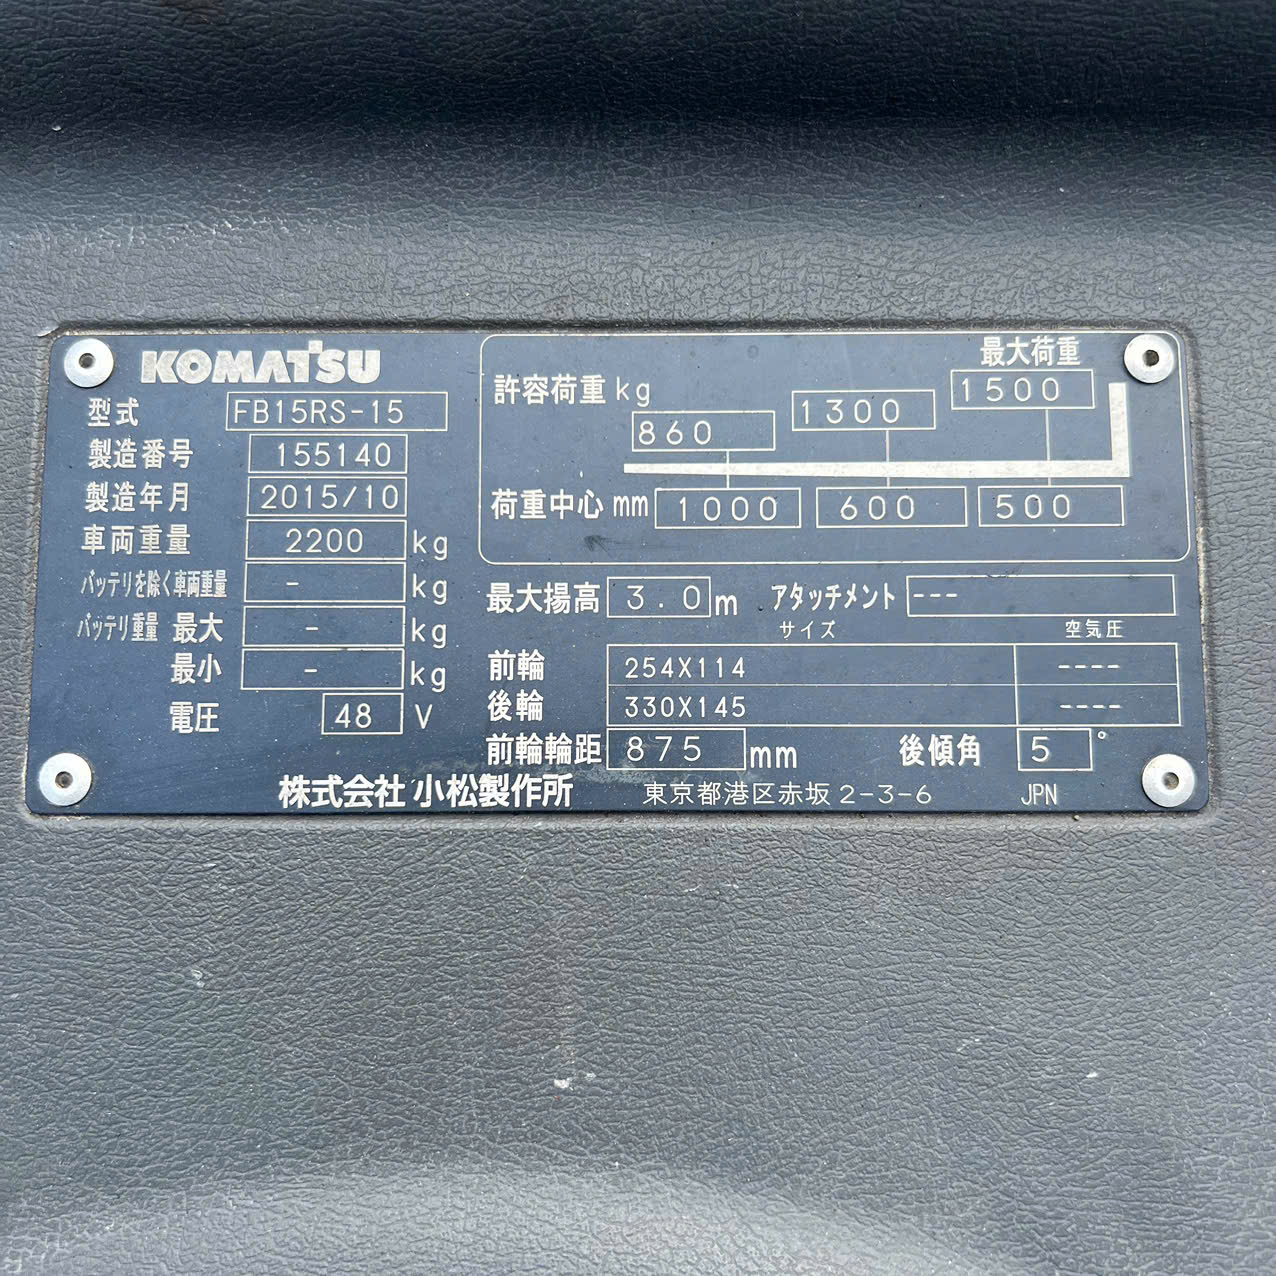 KOMATSU
型式 FB15RS-15
製造番号 155140
製造年月 2015/10
車両重量 2200 kg
バッテリを除く車両重量 - kg
バッテリ重量 最大 - kg
最小 - kg
電圧 48 V
最大荷重
許容荷重 kg 860 1300 1500
荷重中心 mm 1000 600 500
最大揚高 3.0 m アタッチメント ---
サイズ 空気圧
前輪 254X114 ----
後輪 330X145 ----
前輪輪距 875 mm 後傾角 5°
株式会社 小松製作所 東京都港区赤坂 2-3-6 JPN